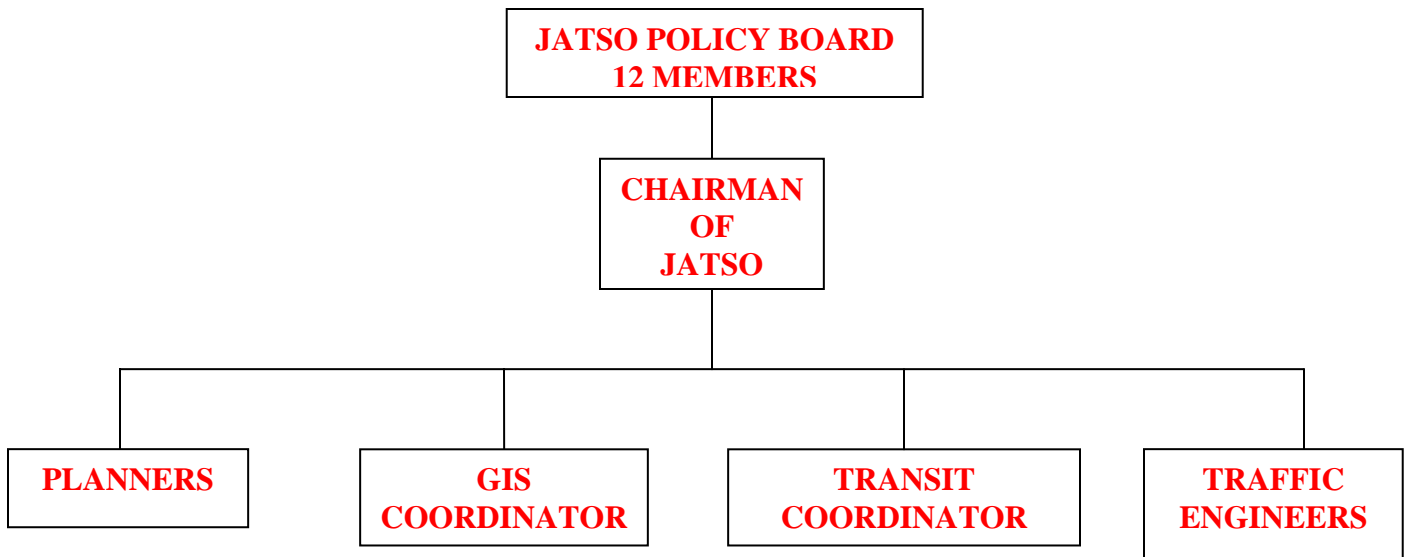 JATSO POLICY BOARD
12 MEMBERS
CHAIRMAN
OF
JATSO
PLANNERS
GIS
COORDINATOR
TRANSIT
COORDINATOR
TRAFFIC
ENGINEERS